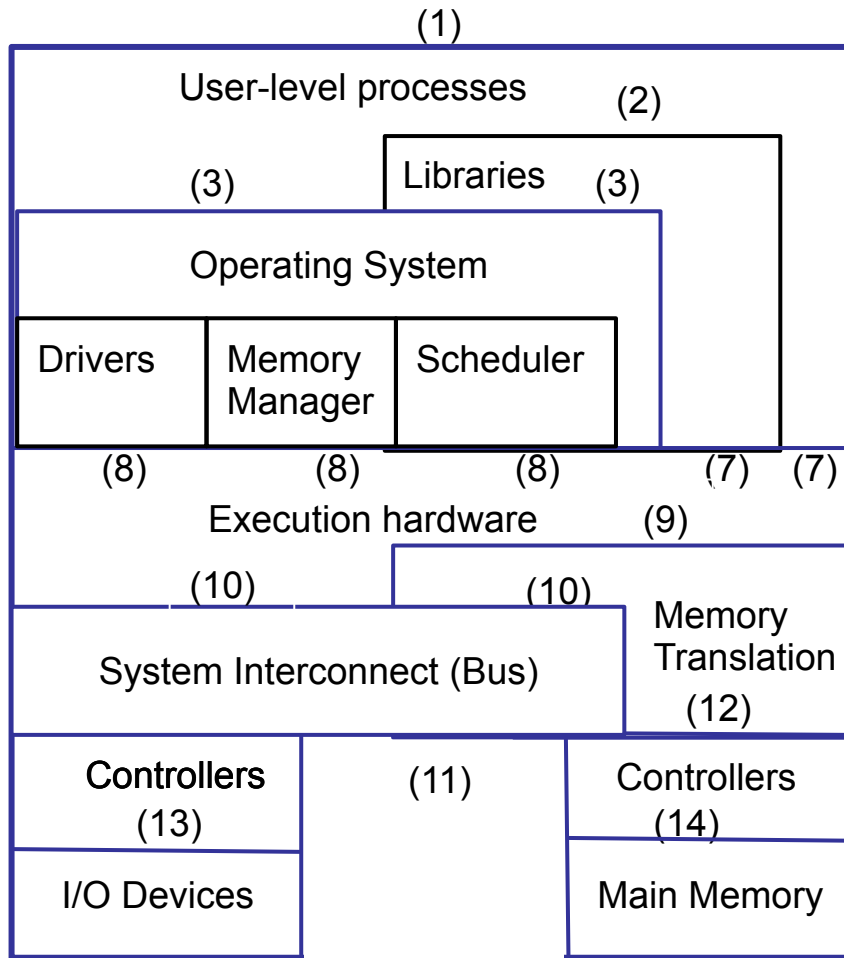 (1)
User-level processes
(2)
Libraries
(3)
(3)
Operating System
Drivers
Memory
Manager
Scheduler
(8)
(8)
(8)
(7)
(7)
Execution hardware
(9)
(10)
(10)
Memory
Translation
System Interconnect (Bus)
(12)
Controllers
(11)
Controllers
(13)
(14)
I/O Devices
Main Memory